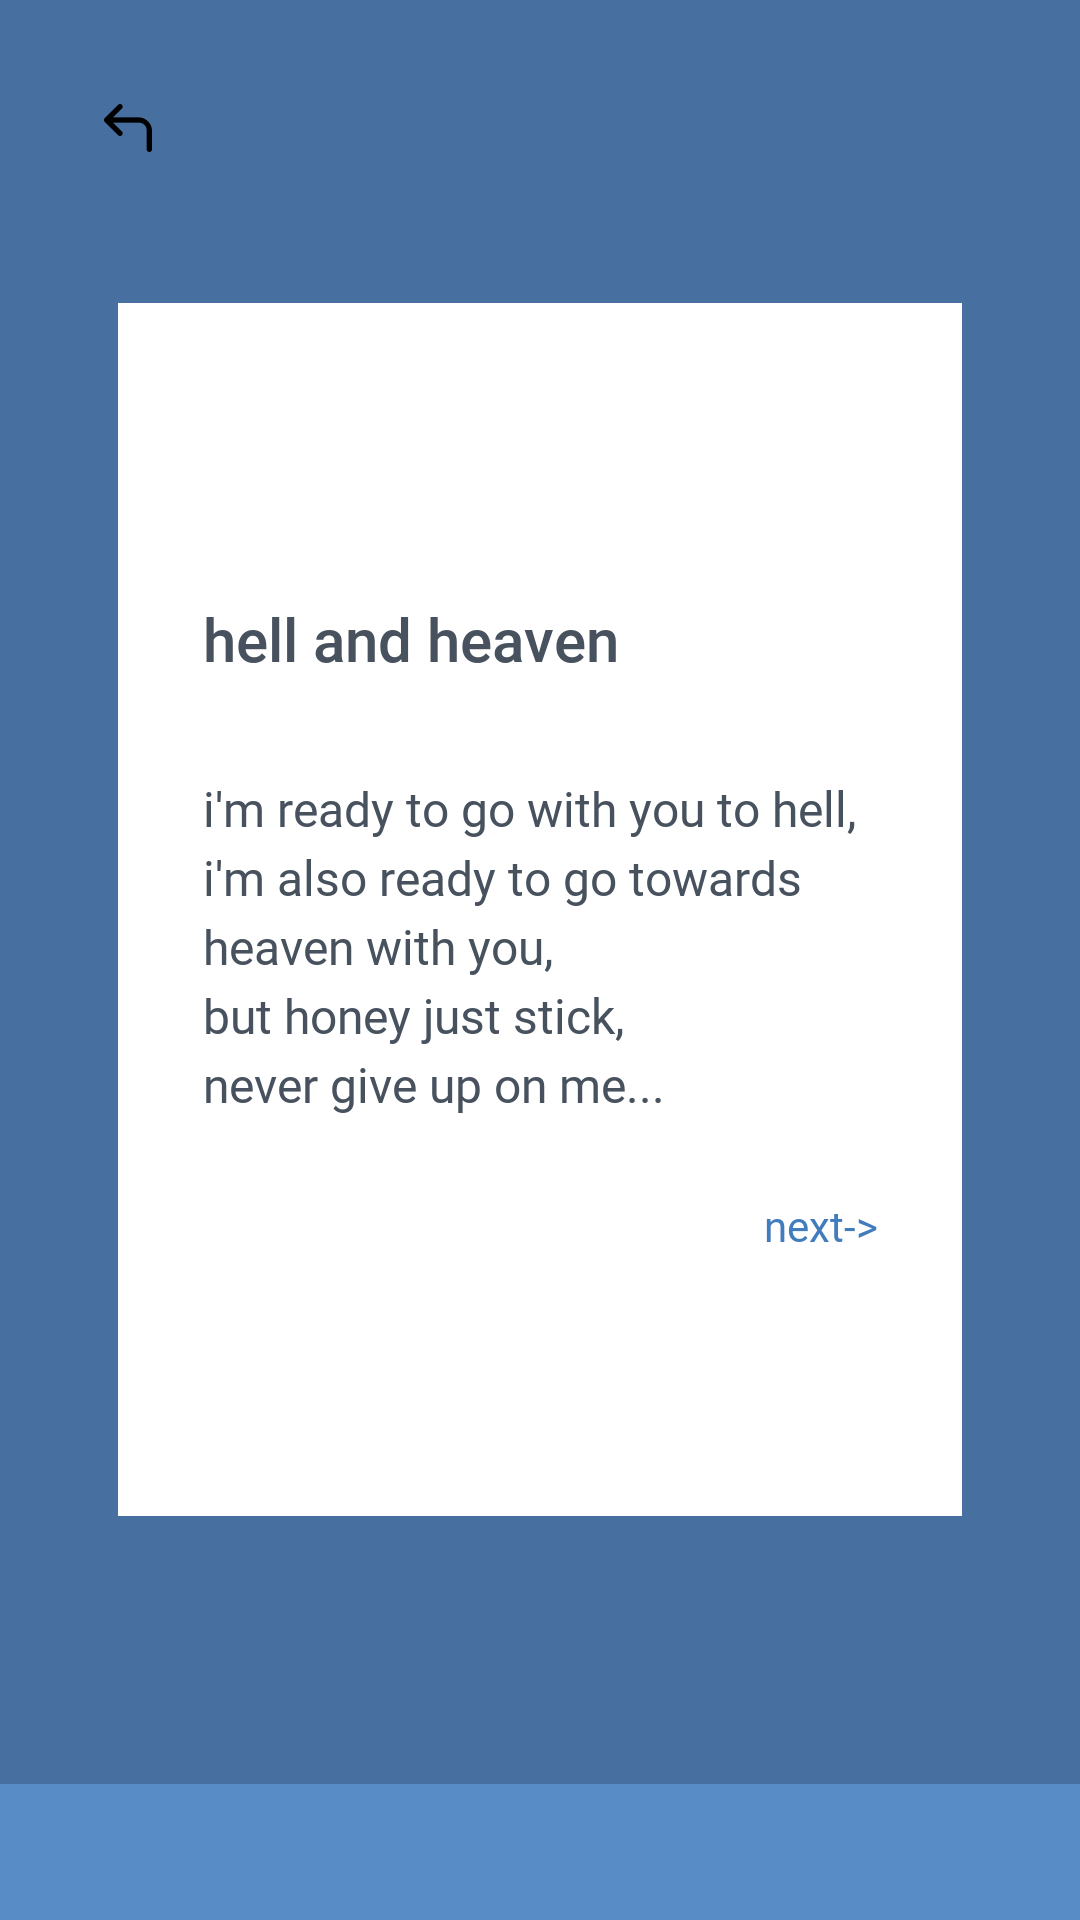 hell and heaven
i'm ready to go with you to hell,
i'm also ready to go towards
heaven with you,
but honey just stick,
never give up on me...
next->